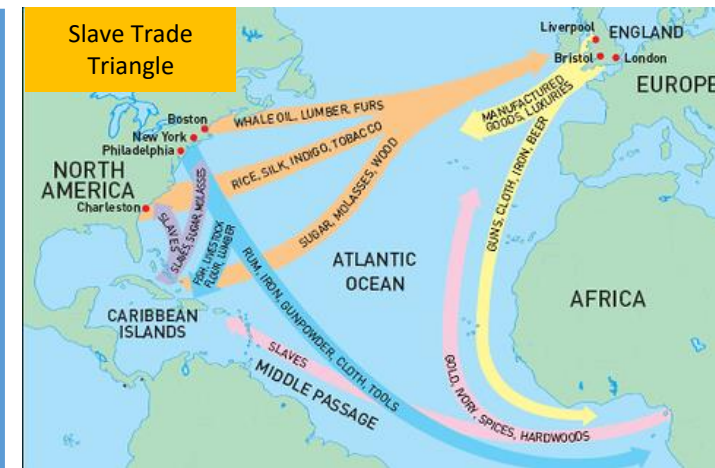 Slave Trade
Triangle
Liverpool
ENGLAND
Bristol
London
EUROPE
MANUFACTURED
GOODS, LUXURIES
Boston
WHALE OIL, LUMBER, FURS
New York
Philadelphia
RICE, SILK, INDIGO, TOBACCO
NORTH
AMERICA
Charleston
SLAVES
SLAVES, SUGAR, MOLASSES
FISH, LIVESTOCK
FLOUR, LUMBER
SUGAR, MOLASSES, WOOD
GUNS, CLOTH, IRON, BEER
ATLANTIC
OCEAN
AFRICA
RUM, IRON, GUNPOWDER, CLOTH, TOOLS
CARIBBEAN
ISLANDS
SLAVES
MIDDLE PASSAGE
GOLD, IVORY, SPICES, HARDWOODS